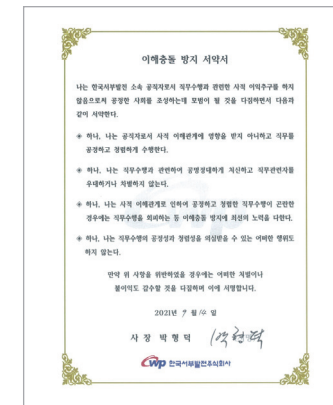 이해충돌 방지 서약서
나는 한국서부발전 소속 공직자로서 직무수행과 관련한 사적 이익추구를 하지
않음으로써 공정한 사회를 조성하는데 모범이 될 것을 다짐하면서 다음과
같이 서약한다.
※ 하나, 나는 공직자로서 사적 이해관계에 영향을 받지 아니하고 직무를
공정하고 청렴하게 수행한다.
※ 하나, 나는 직무수행과 관련하여 공명정대하게 처신하고 직무관련자를
우대하거나 차별하지 않는다.
※ 하나, 나는 사적 이해관계로 인하여 공정하고 청렴한 직무수행이 곤란한
경우에는 직무수행을 회피하는 등 이해충돌 방지에 최선의 노력을 다한다.
※ 하나, 나는 직무수행의 공정성과 청렴성을 의심받을 수 있는 어떠한 행위도
하지 않는다.
만약 위 사항을 위반하였을 경우에는 어떠한 처벌이나
불이익도 감수할 것을 다짐하며 이에 서명합니다.
2021년 9 월 14 일
사 장 박 형 덕 박형덕
WP 한국서부발전주식회사